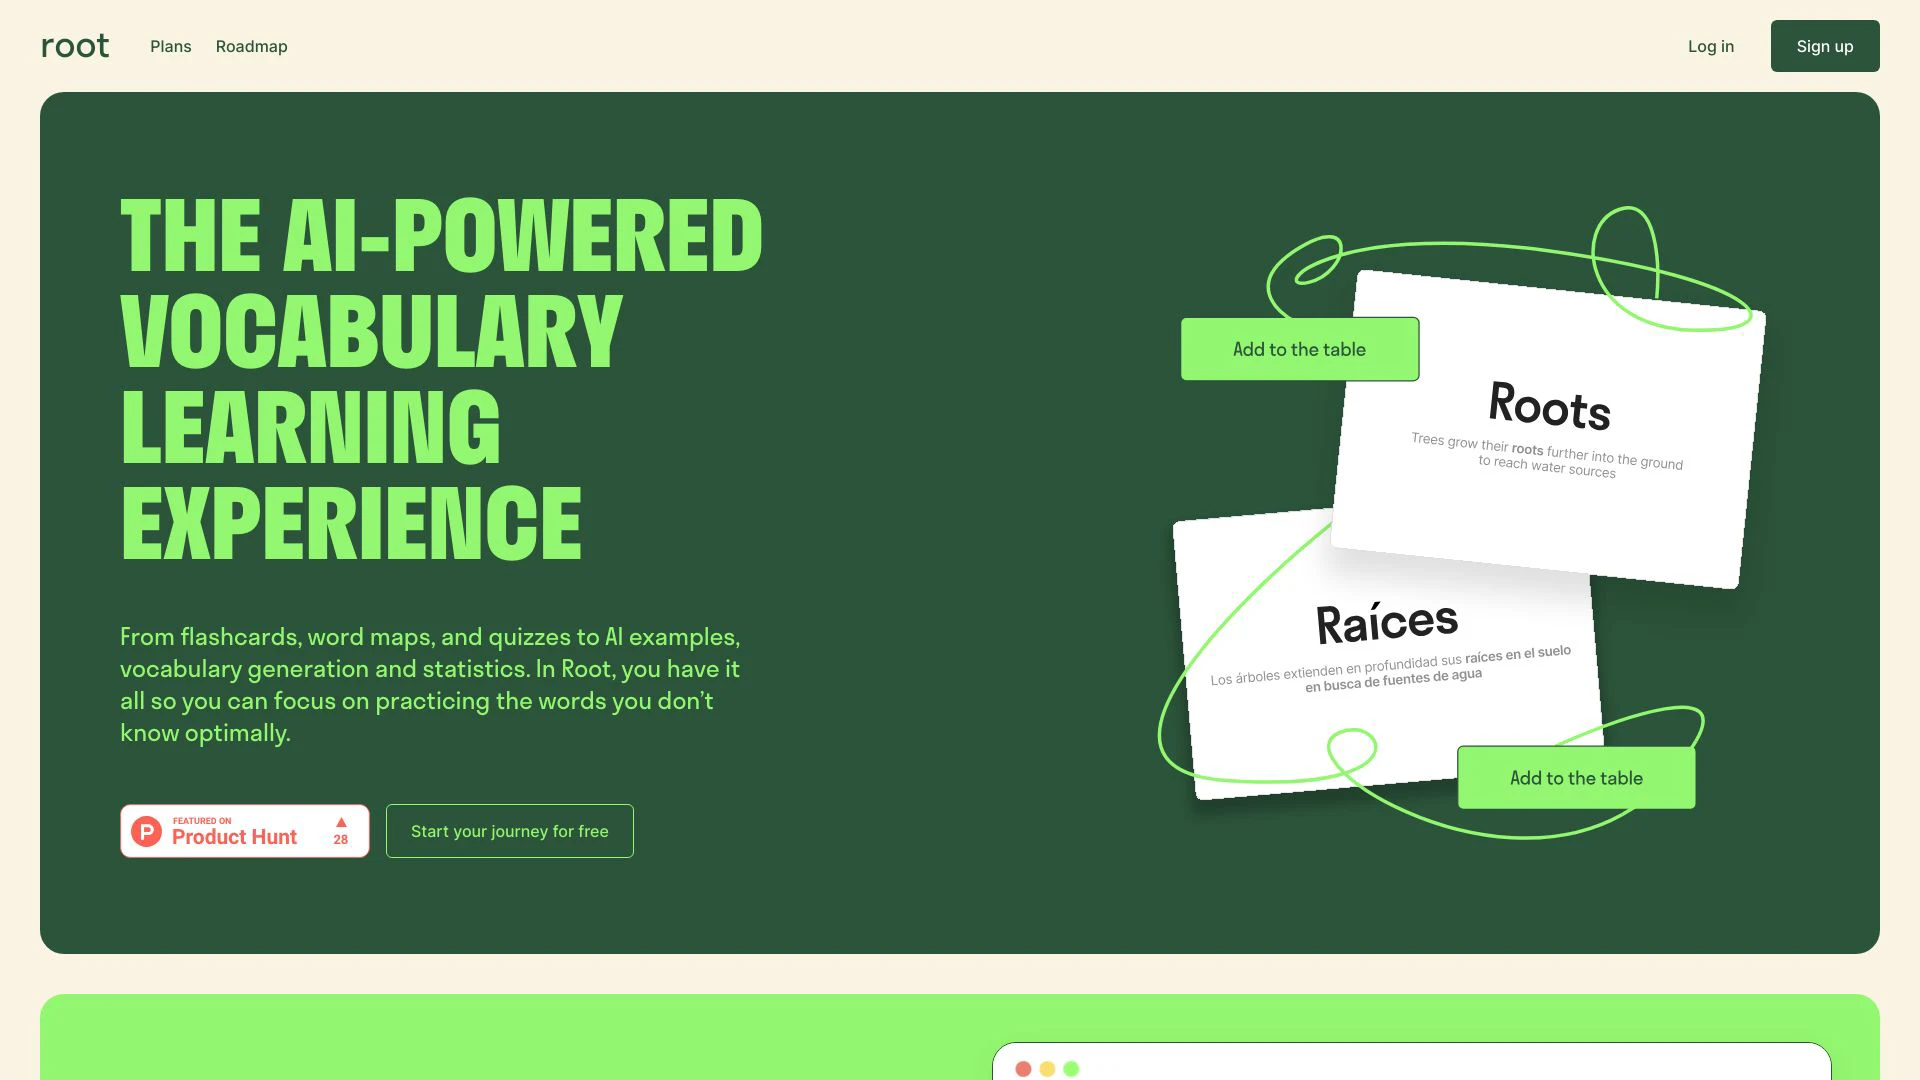 root
Plans
Roadmap
Log in
Sign up
THE AI-POWERED
VOCABULARY
LEARNING
EXPERIENCE
From flashcards, word maps, and quizzes to AI examples,
vocabulary generation and statistics. In Root, you have it
all so you can focus on practicing the words you don’t
know optimally.
P
FEATURED ON
Product Hunt
28
Start your journey for free
Add to the table
Roots
Trees grow their roots further into the ground
to reach water sources
Raíces
Los árboles extienden en profundidad sus raíces en el suelo
en busca de fuentes de agua
Add to the table